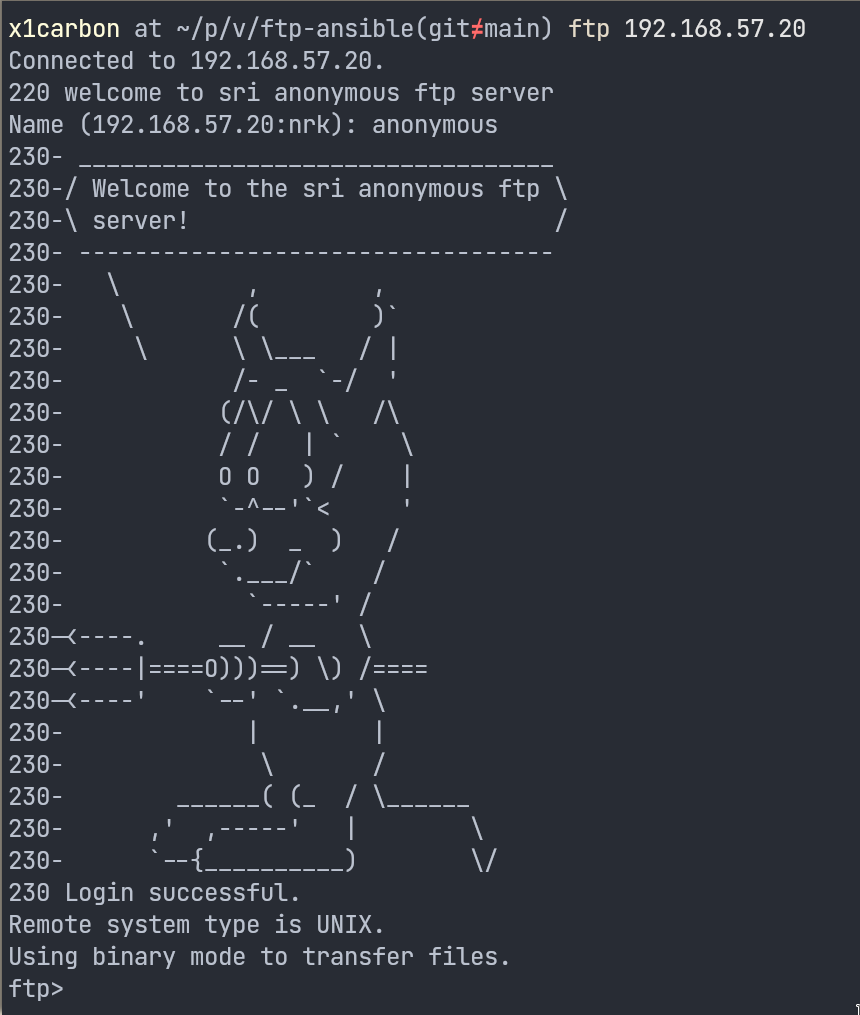 x1carbon at ~/p/v/ftp-ansible(git≠main) ftp 192.168.57.20
Connected to 192.168.57.20.
220 welcome to sri anonymous ftp server
Name (192.168.57.20:nrk): anonymous
230- __________________________________
230-/ Welcome to the sri anonymous ftp \
230-\ server!                          /
230- ----------------------------------
230-   \         ,        ,
230-    \       /(        )`
230-     \      \ \___   / |
230-            /- _  `-/  '
230-           (/\/ \ \   /\
230-           / /   | `    \
230-           O O   ) /    |
230-           `-^--'`<     '
230-          (_.)  _  )   /
230-           `.___/`    /
230-             `-----' /
230-<----.     __ / __   \
230-<----|====O)))==) \) /====
230-<----'    `--' `.__,' \
230-             |        |
230-              \       /
230-        ______( (_  / \______
230-      ,'  ,-----'   |        \
230-      `--{__________)        \/
230 Login successful.
Remote system type is UNIX.
Using binary mode to transfer files.
ftp>